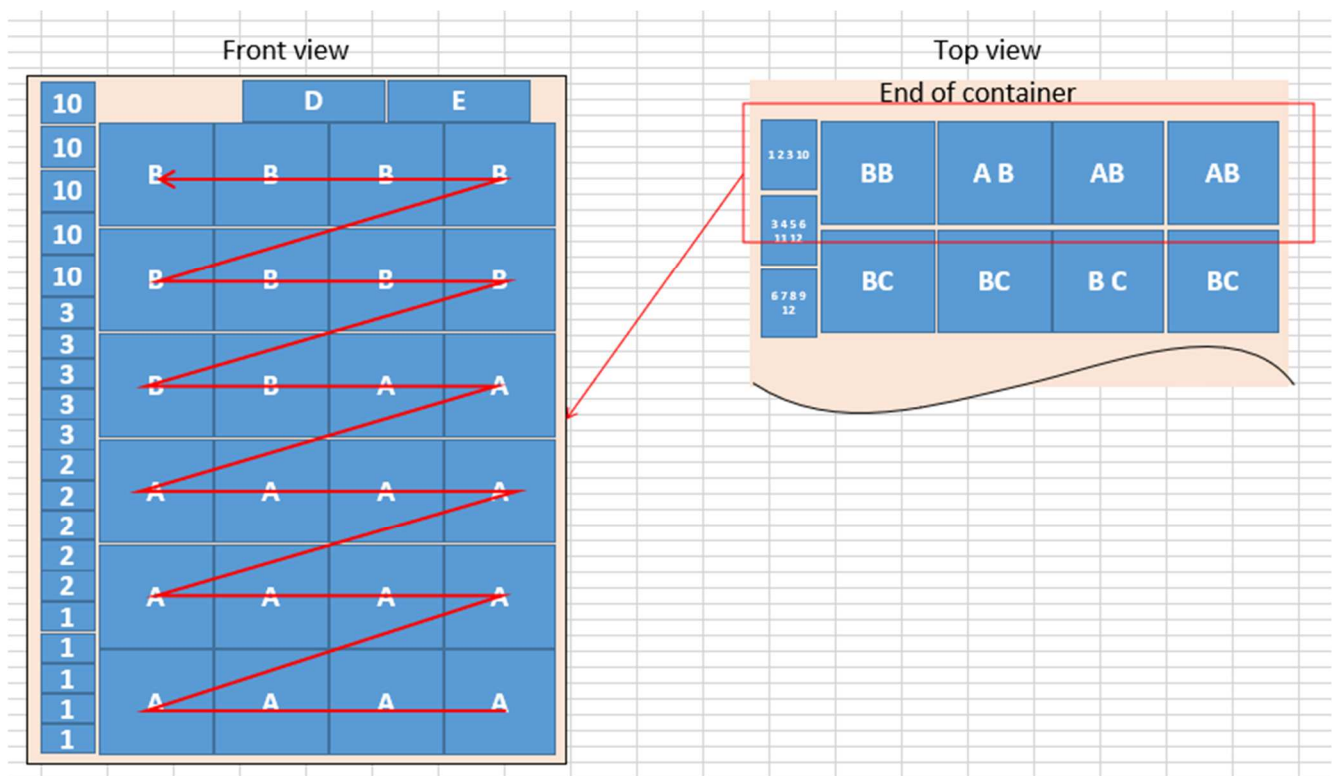 Front view
10 D E
10 B B B B
10
10
10 B B B B
3
3
3 B B A A
3
3
2
2 A A A A
2
2
2 A A A A
1
1
1
1 A A A A
1
Top view
End of container
1 2 3 10 BB A B AB AB
3 4 5 6
11 12
BC BC B C BC
6 7 8 9
12